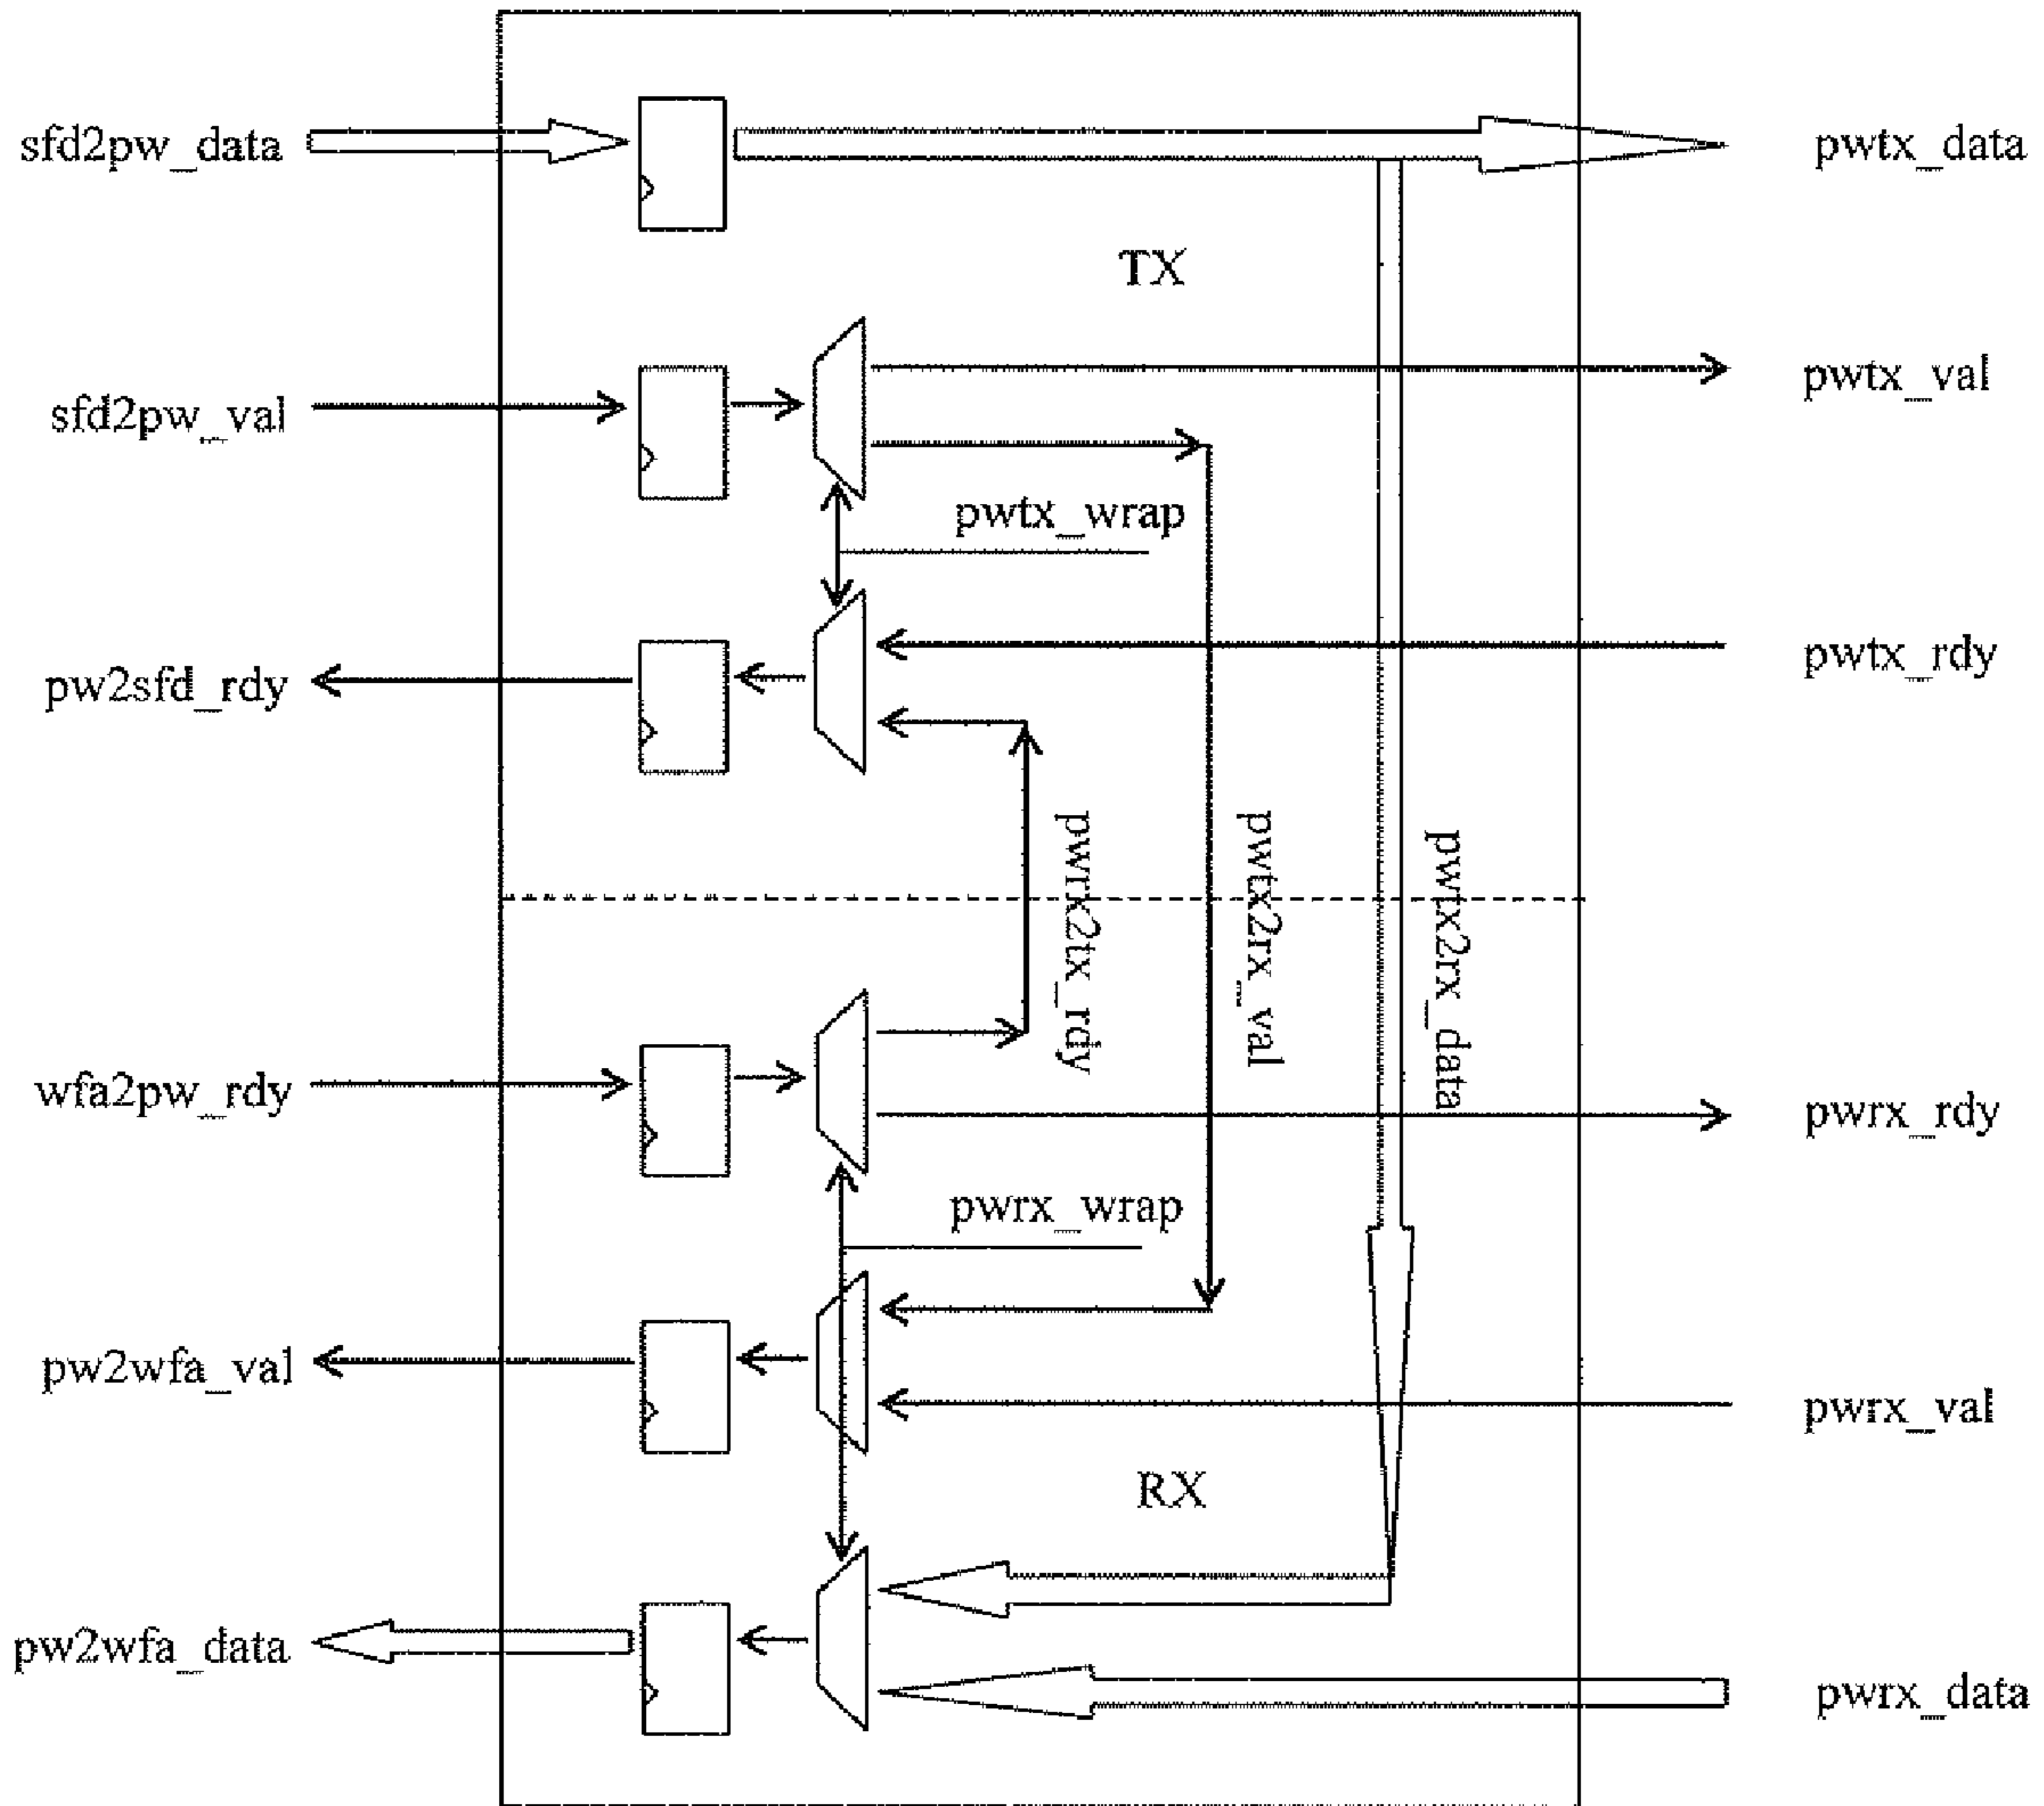 sfd2pw_data
pwtx_data
TX
sfd2pw_val
pwtx_val
pwtx_wrap
pw2sfd_rdy
pwtx_rdy
pwrx2tx_rdy
pwtx2rx_val
pwtx2rx_data
wfa2pw_rdy
pwrx_rdy
pwrx_wrap
pw2wfa_val
pwrx_val
RX
pw2wfa_data
pwrx_data